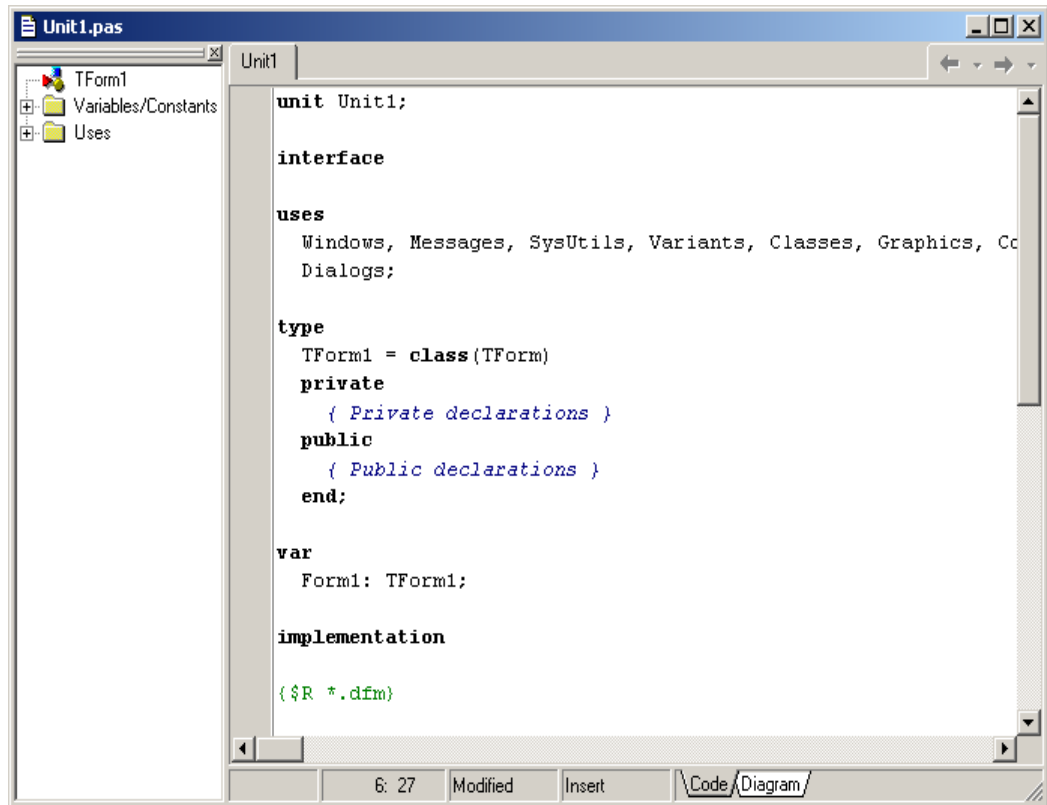 Unit1.pas
TForm1
Variables/Constants
Uses
Unit1
unit Unit1;
interface
uses
Windows, Messages, SysUtils, Variants, Classes, Graphics,
Dialogs;
type
TForm1 = class(TForm)
private
{ Private declarations }
public
{ Public declarations }
end;
var
Form1: TForm1;
implementation
{$R *.dfm}
6: 27 Modified Insert Code Diagram